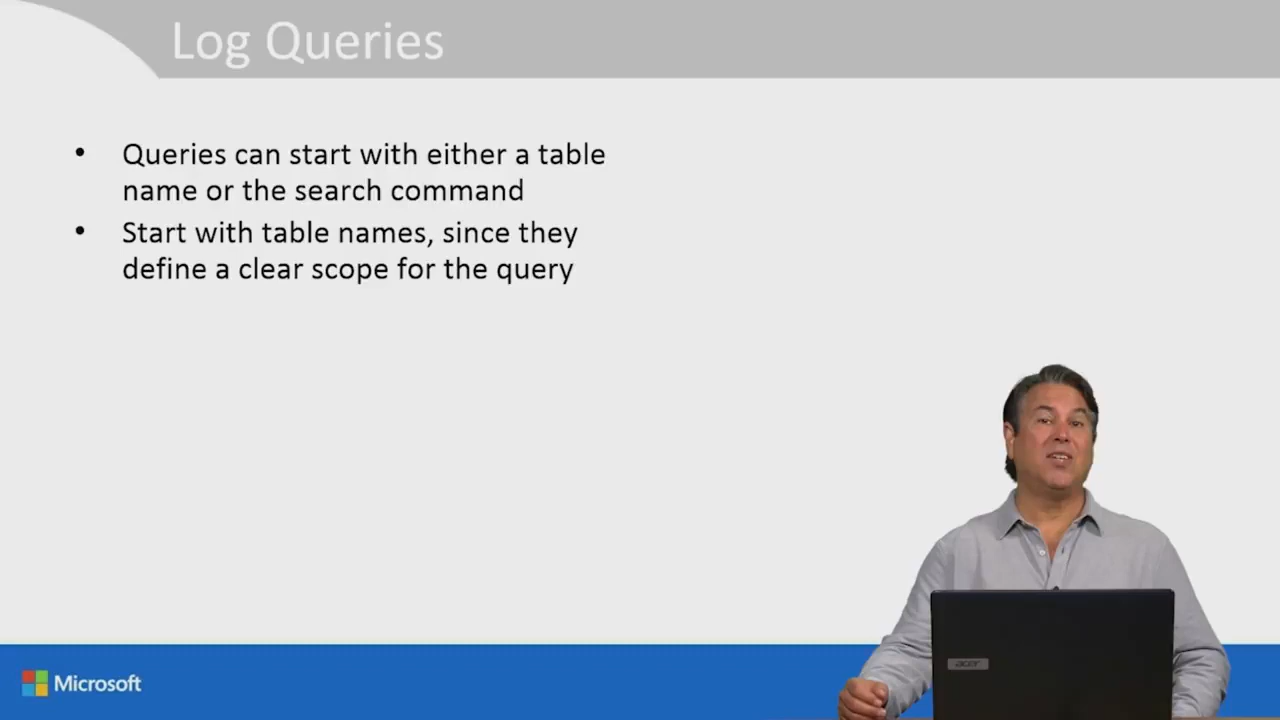 Log Queries
• Queries can start with either a table
name or the search command
• Start with table names, since they
define a clear scope for the query
acer
Microsoft